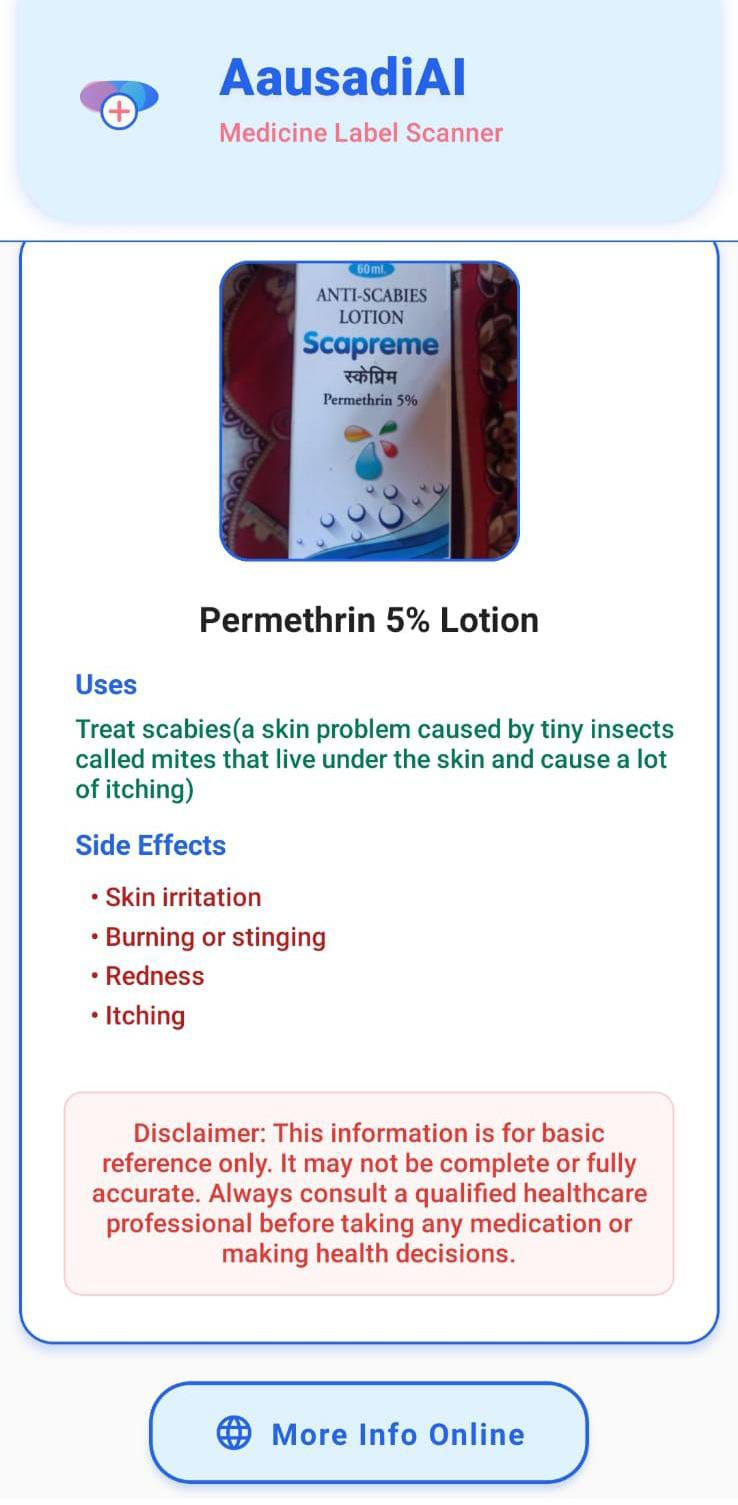 AausadiAI
Medicine Label Scanner
60ml.
ANTI-SCABIES
LOTION
Scapreme
स्केप्रिम
Permethrin 5%
Permethrin 5% Lotion
Uses
Treat scabies(a skin problem caused by tiny insects
called mites that live under the skin and cause a lot
of itching)
Side Effects
• Skin irritation
• Burning or stinging
• Redness
• Itching
Disclaimer: This information is for basic
reference only. It may not be complete or fully
accurate. Always consult a qualified healthcare
professional before taking any medication or
making health decisions.
More Info Online